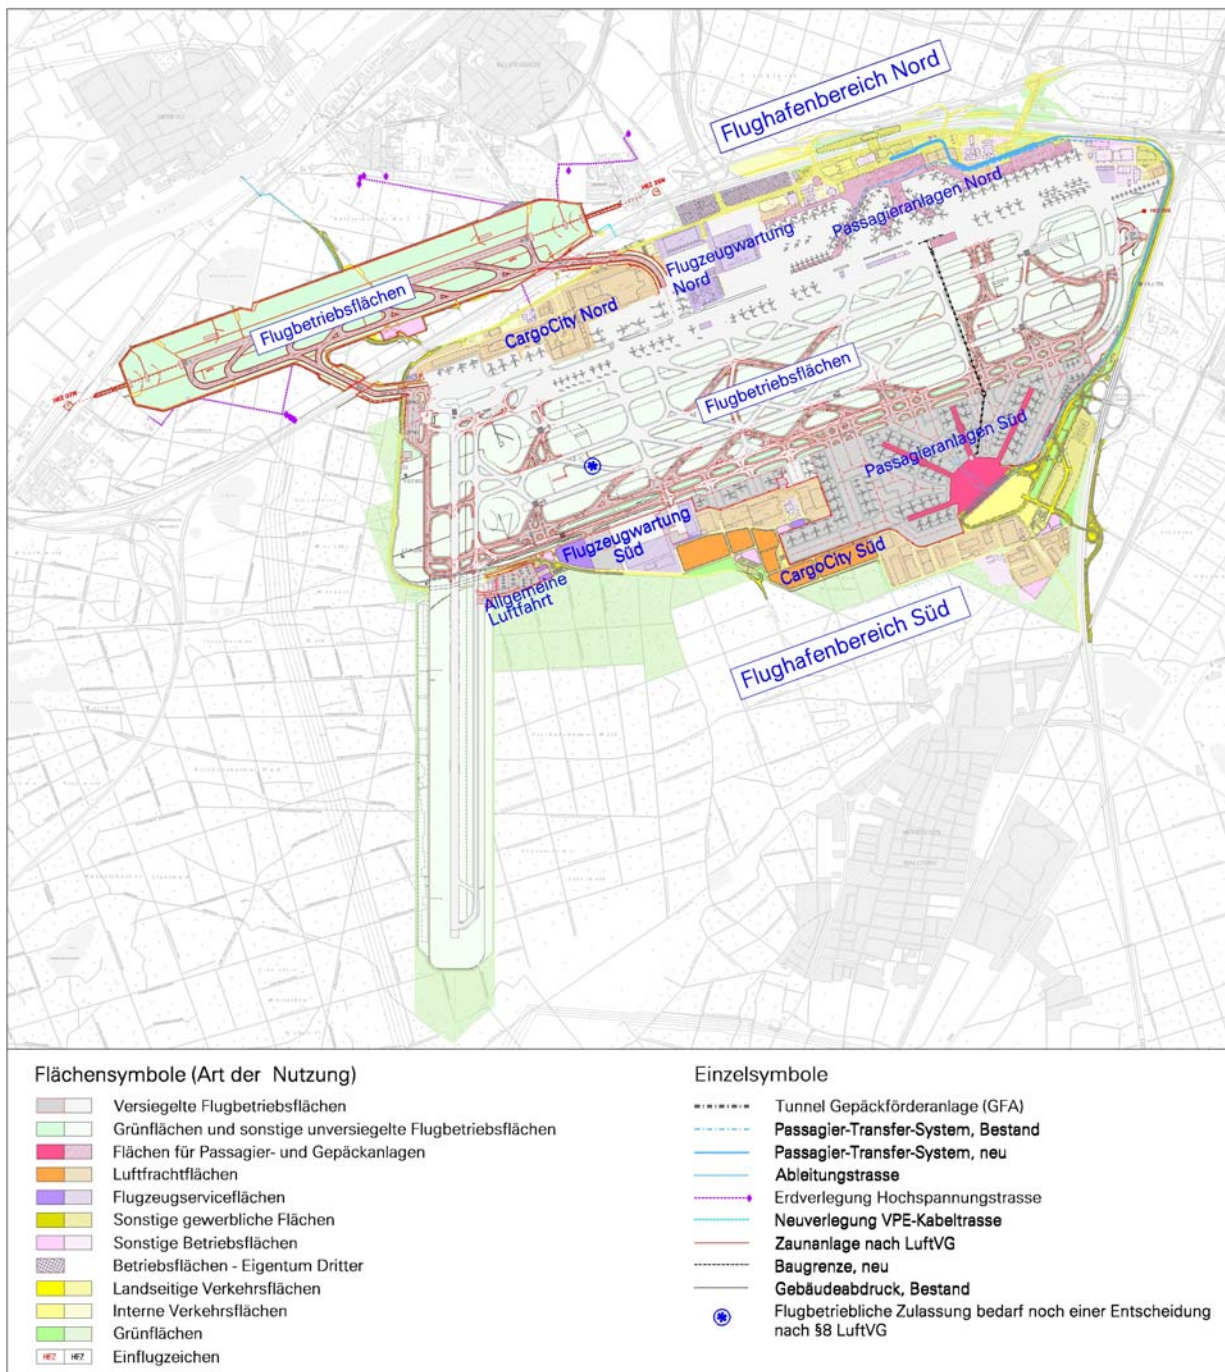 Flughafenbereich Nord
HEZ 25N
Passagieranlagen Nord
Flugzeugwartung
Nord
Flugbetriebsflächen
CargoCity Nord
HEZ 07N
Flugbetriebsflächen
Passagieranlagen Süd
Flugzeugwartung
Süd
CargoCity Süd
Allgemeine
Luftfahrt
Flughafenbereich Süd
Flächensymbole (Art der Nutzung)
Versiegelte Flugbetriebsflächen
Grünflächen und sonstige unversiegelte Flugbetriebsflächen
Flächen für Passagier- und Gepäckanlagen
Luftfrachtflächen
Flugzeugserviceflächen
Sonstige gewerbliche Flächen
Sonstige Betriebsflächen
Betriebsflächen - Eigentum Dritter
Landseitige Verkehrsflächen
Interne Verkehrsflächen
Grünflächen
HEZ HEZ Einflugzeichen
Einzelsymbole
Tunnel Gepäckförderanlage (GFA)
Passagier-Transfer-System, Bestand
Passagier-Transfer-System, neu
Ableitungstrasse
Erdverlegung Hochspannungstrasse
Neuverlegung VPE-Kabeltrasse
Zaunanlage nach LuftVG
Baugrenze, neu
Gebäudeabdruck, Bestand
Flugbetriebliche Zulassung bedarf noch einer Entscheidung
nach §8 LuftVG